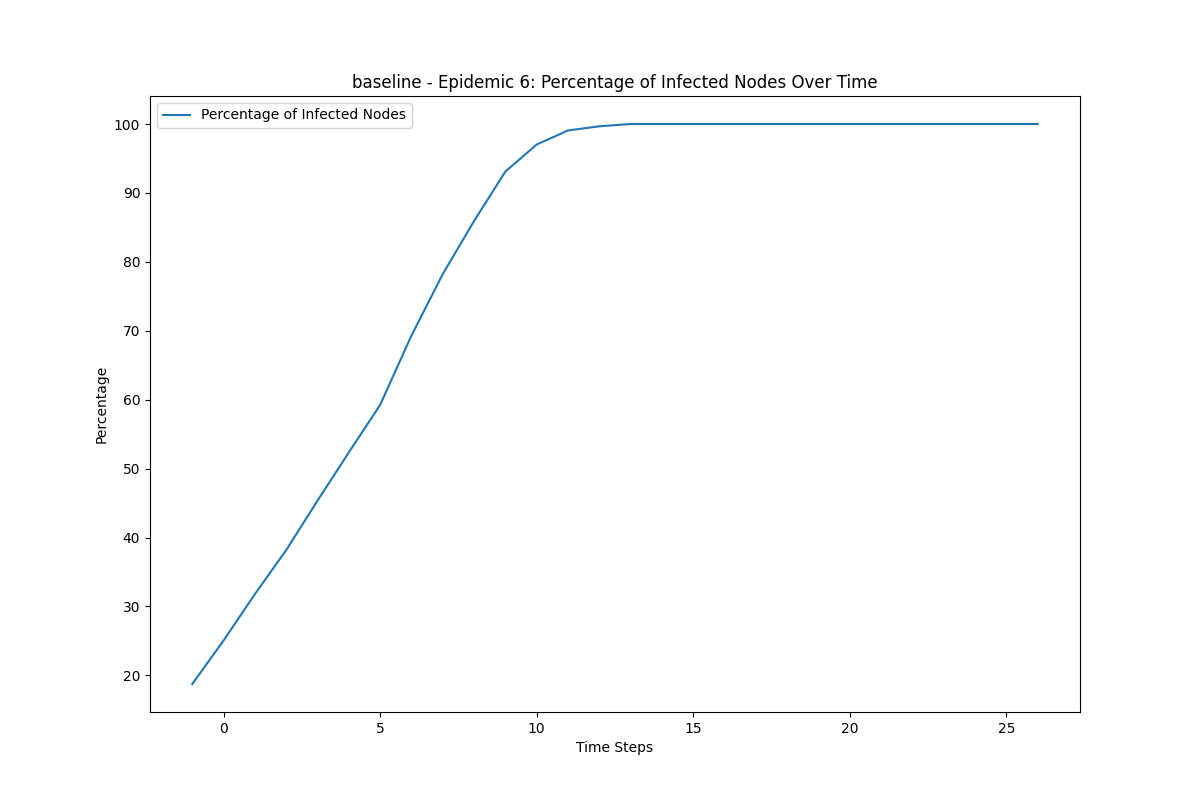 baseline - Epidemic 6: Percentage of Infected Nodes Over Time
Percentage of Infected Nodes
100
90
80
70
60
50
40
30
20
Percentage
0 5 10 15 20 25
Time Steps